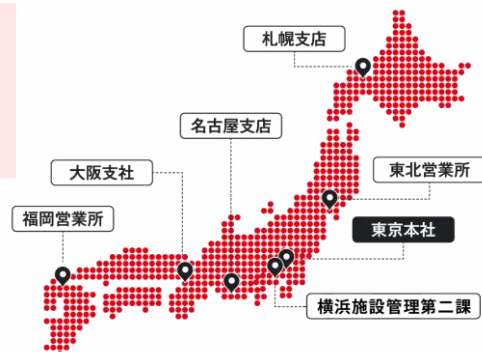 札幌支店
名古屋支店
大阪支社
東北営業所
福岡営業所
東京本社
横浜施設管理第二課